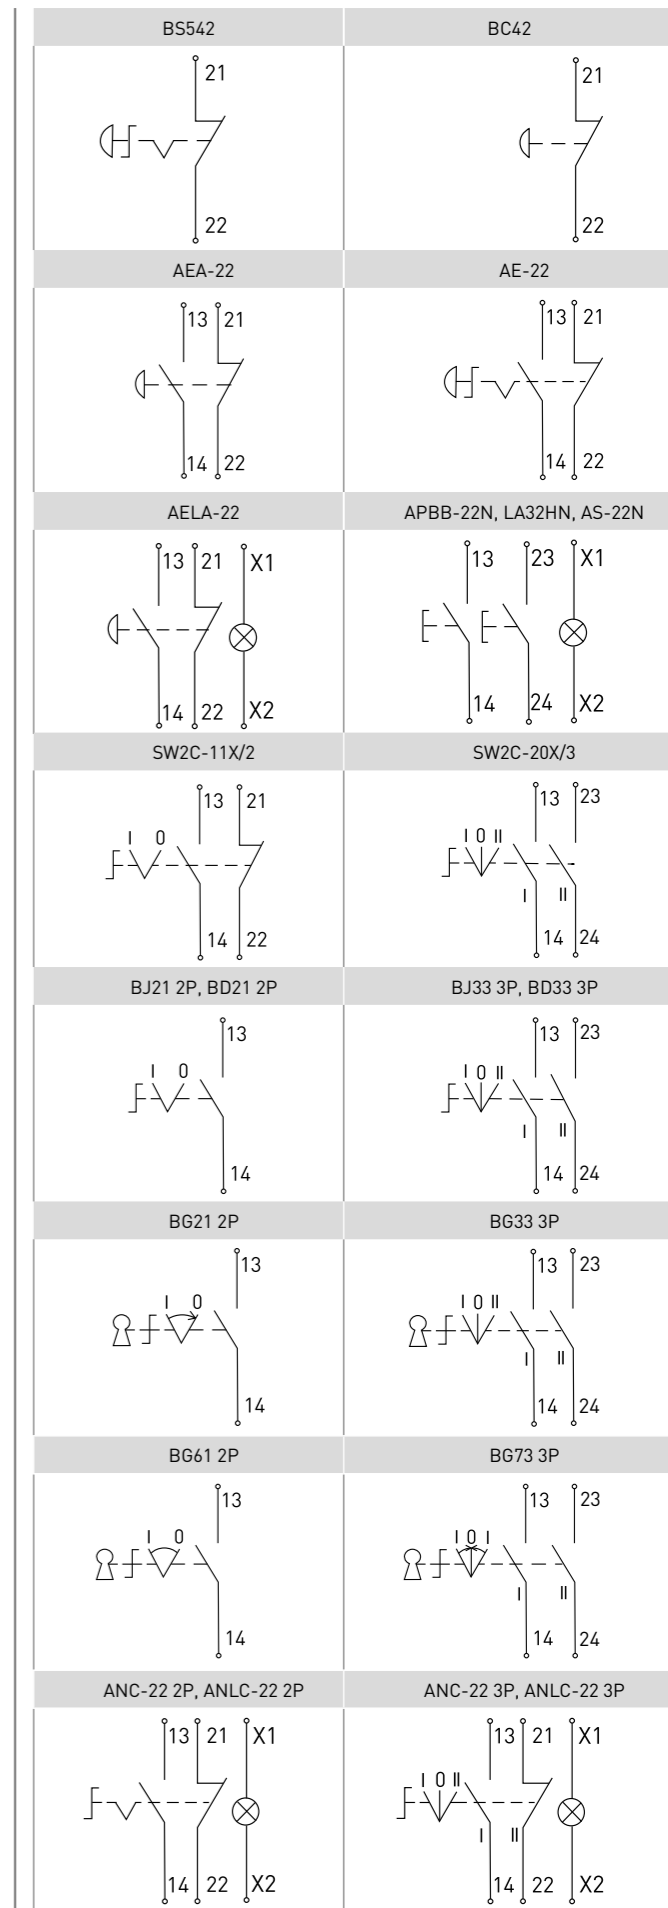 BS542 BC42
21 21
22 22
AEA-22 AE-22
13 21 13 21
14 22 14 22
AELA-22 APBB-22N, LA32HN, AS-22N
13 21 X1 13 23 X1
14 22 X2 14 24 X2
SW2C-11X/2 SW2C-20X/3
13 21 13 23
I 0 I 0 II
I II
14 22 14 24
BJ21 2P, BD21 2P BJ33 3P, BD33 3P
13 13 23
I 0 I 0 II
I II
14 14 24
BG21 2P BG33 3P
13 13 23
I 0 I 0 II
I II
14 14 24
BG61 2P BG73 3P
13 13 23
I 0 I 0 I
I II
14 14 24
ANC-22 2P, ANLC-22 2P ANC-22 3P, ANLC-22 3P
13 21 X1 13 21 X1
I 0 II
I II
14 22 X2 14 22 X2